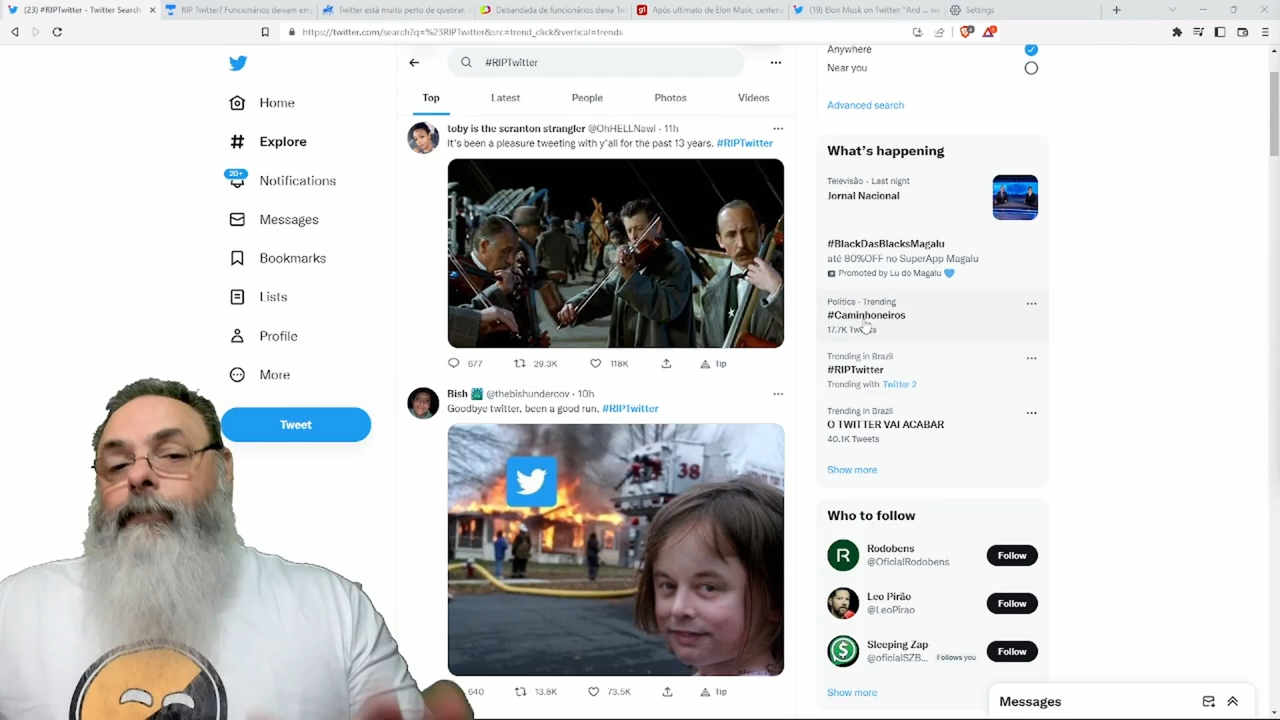 (23) #RIPTwitter - Twitter Search
RIP Twitter? Funcionários deixam em
Twitter está muito perto de quebrar,
Debandada de funcionários deixa Tw
Após ultimato de Elon Musk, centen
(19) Elon Musk on Twitter: "And ... w
Settings
https://twitter.com/search?q=%23RIPTwitter&src=trend_click&vertical=trends
#RIPTwitter
Top
Latest
People
Photos
Videos
Home
Explore
20+
Notifications
Messages
Bookmarks
Lists
Profile
More
Tweet
toby is the scranton strangler @OhHELLNawl · 11h
It's been a pleasure tweeting with y'all for the past 13 years. #RIPTwitter
677
29.3K
118K
Tip
Bish @thebishundercov · 10h
Goodbye twitter, been a good run. #RIPTwitter
38
640
13.8K
73.5K
Tip
Anywhere
Near you
Advanced search
What's happening
Televisão · Last night
Jornal Nacional
#BlackDasBlacksMagalu
até 80%OFF no SuperApp Magalu
Promoted by Lu do Magalu
Politics · Trending
#Caminhoneiros
17.7K Tweets
Trending in Brazil
#RIPTwitter
Trending with Twitter 2
Trending in Brazil
O TWITTER VAI ACABAR
40.1K Tweets
Show more
Who to follow
Rodobens
@OficialRodobens
Follow
Leo Pirão
@LeoPirao
Follow
Sleeping Zap
@oficialSZB... Follows you
Follow
Show more
Messages